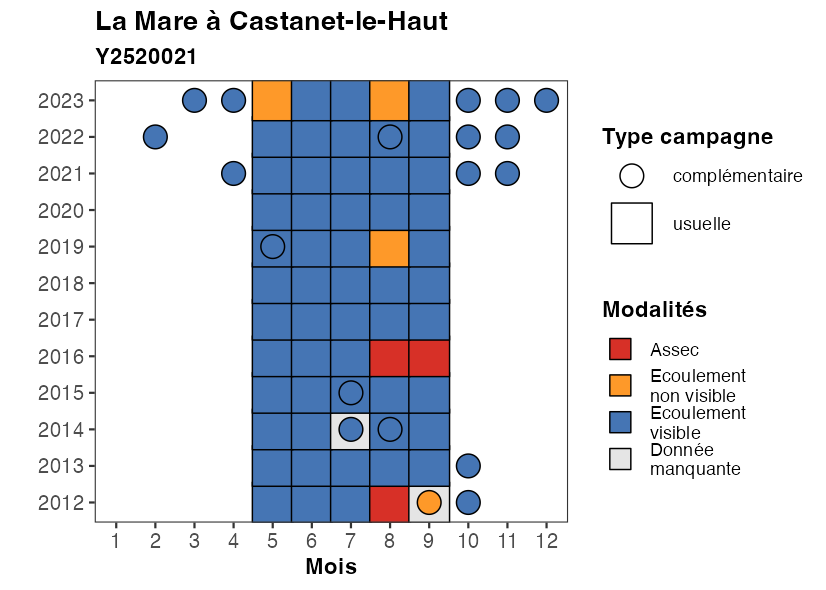 La Mare à Castanet-le-Haut
Y2520021
2023
2022
2021
2020
2019
2018
2017
2016
2015
2014
2013
2012
1 2 3 4 5 6 7 8 9 10 11 12
Mois
Type campagne
complémentaire
usuelle
Modalités
Assec
Ecoulement
non visible
Ecoulement
visible
Donnée
manquante